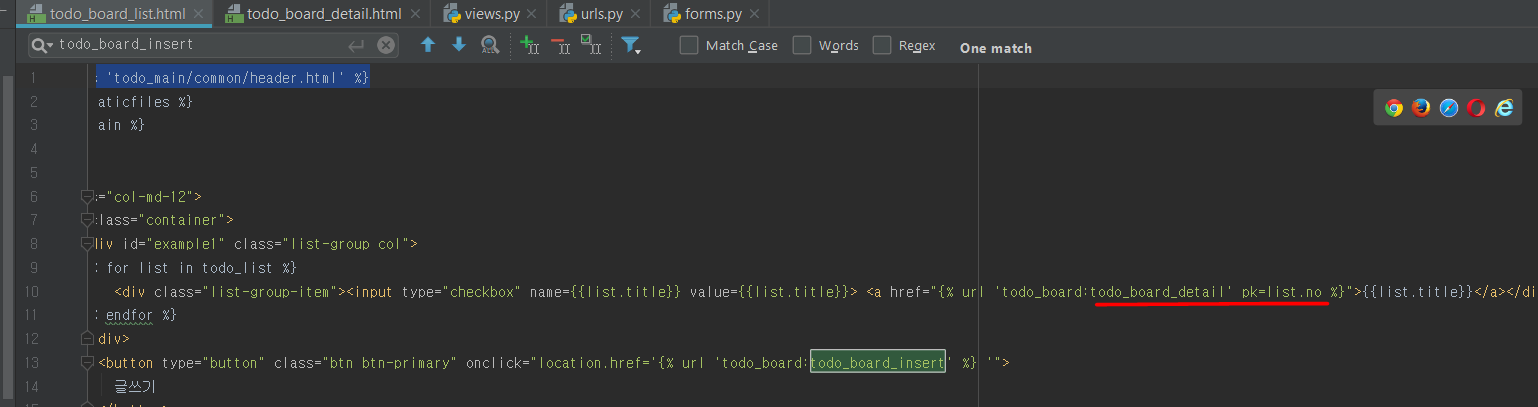 todo_board_list.html todo_board_detail.html views.py urls.py forms.py
todo_board_insert Match Case Words Regex One match
1 'todo_main/common/header.html' %}
2 aticfiles %}
3 ain %}
4
5
6 ="col-md-12">
7 class="container">
8 div id="example1" class="list-group col">
9 for list in todo_list %}
10 <div class="list-group-item"><input type="checkbox" name={{list.title}} value={{list.title}}> <a href="{% url 'todo_board:todo_board_detail' pk=list.no %}">{{list.title}}</a></di
11 endfor %}
12 div>
13 <button type="button" class="btn btn-primary" onclick="location.href='{% url 'todo_board:todo_board_insert' %} '">
14 글쓰기